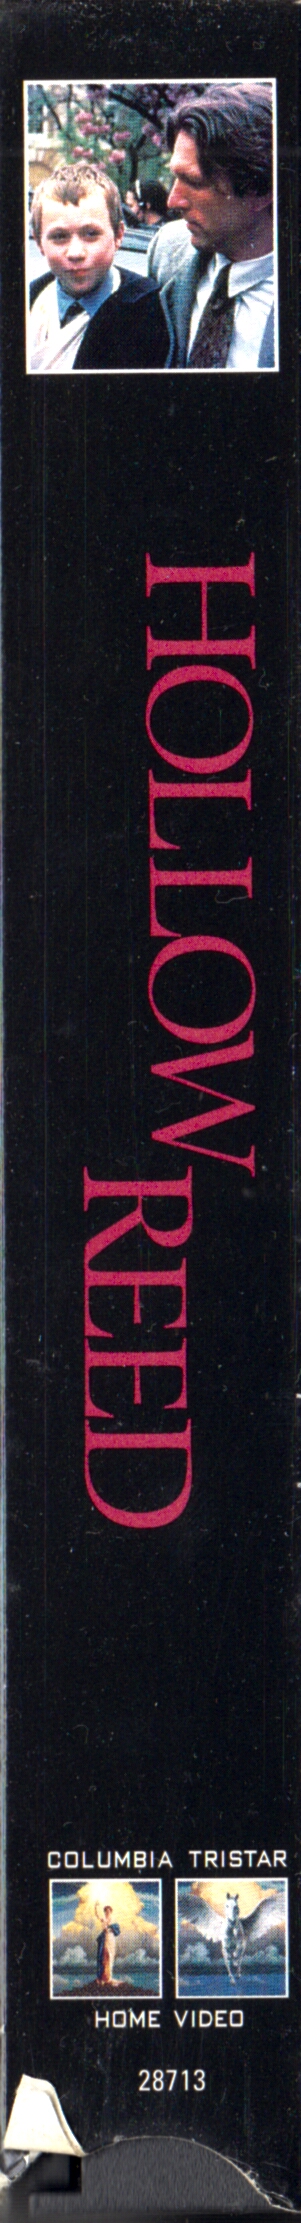 HOLLOW
REED
COLUMBIA TRISTAR
HOME VIDEO
28713